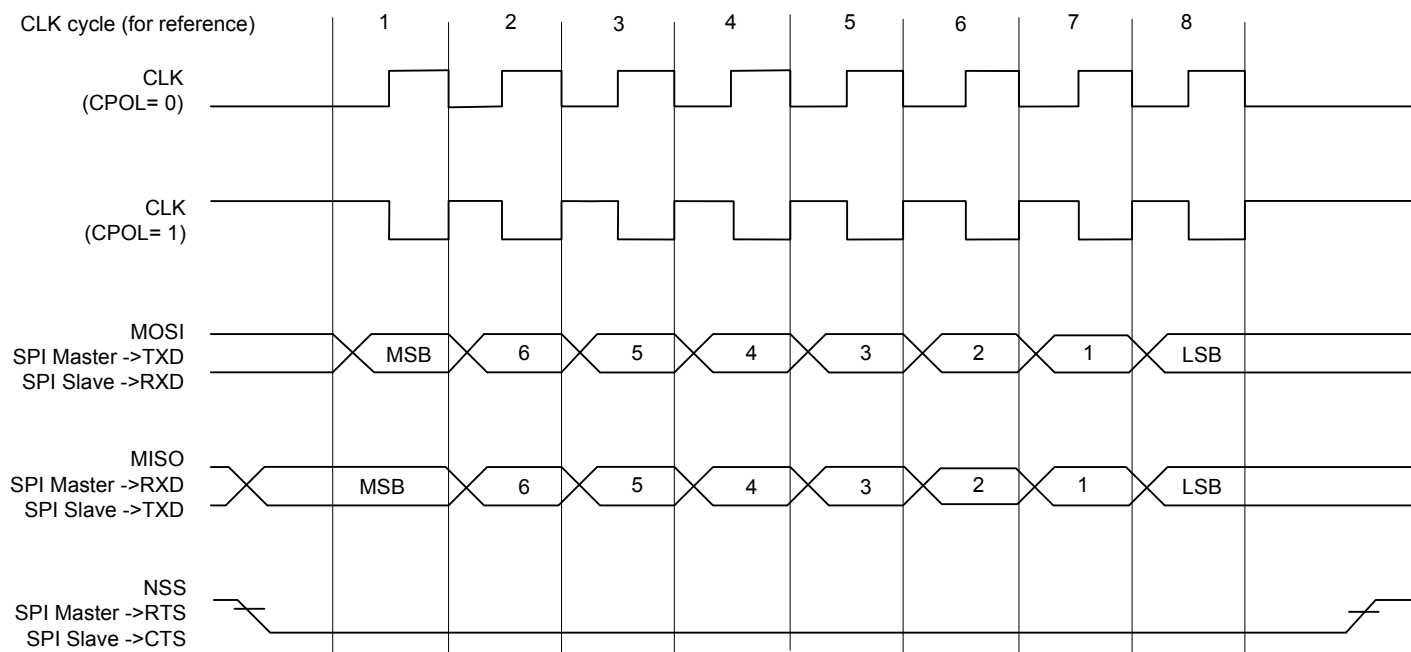 CLK cycle (for reference) 1 2 3 4 5 6 7 8
CLK
(CPOL= 0)
CLK
(CPOL= 1)
MOSI
SPI Master ->TXD MSB 6 5 4 3 2 1 LSB
SPI Slave ->RXD
MISO
SPI Master ->RXD MSB 6 5 4 3 2 1 LSB
SPI Slave ->TXD
NSS
SPI Master ->RTS
SPI Slave ->CTS